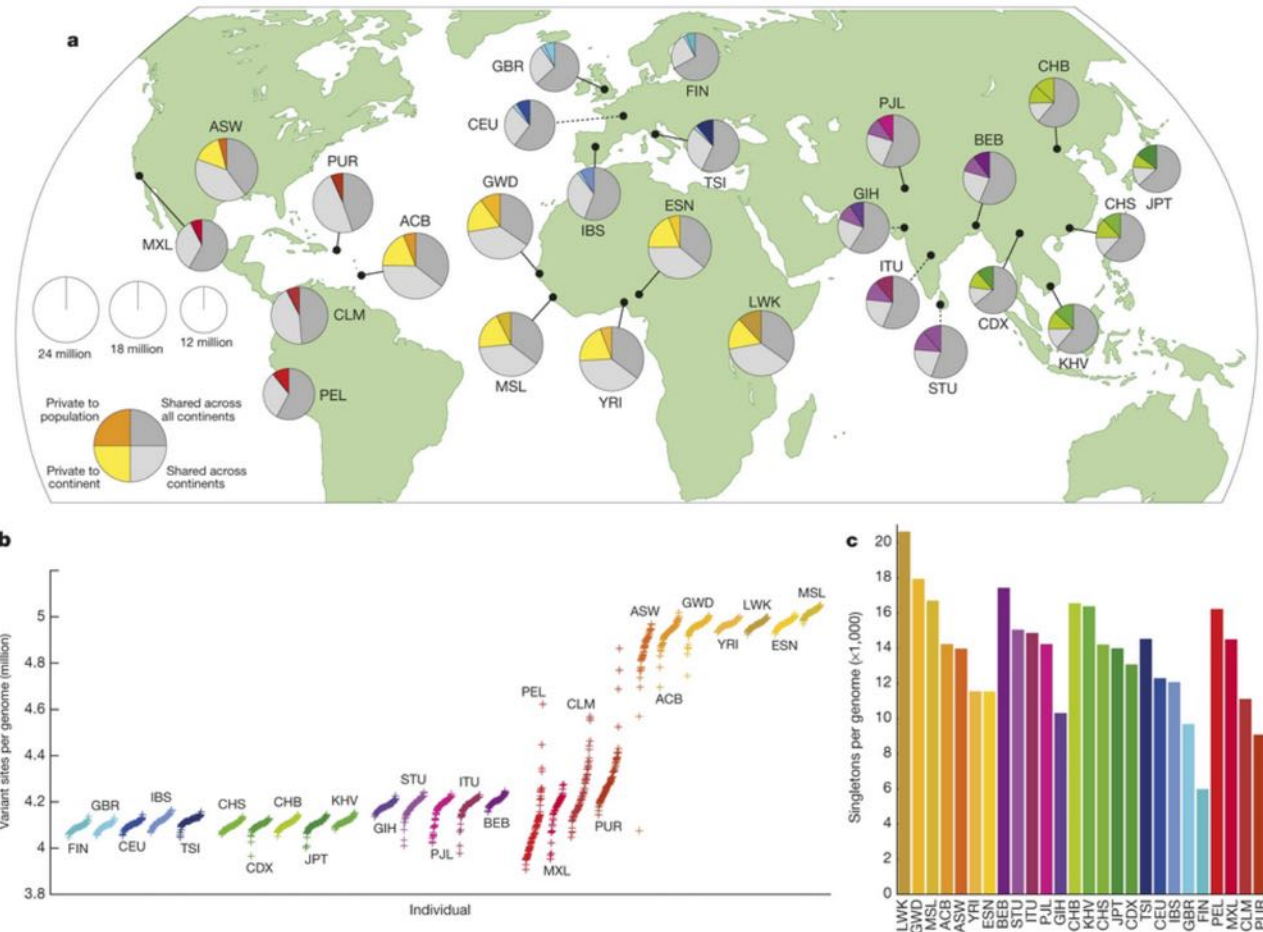 a
GBR
FIN
CHB
CEU
PJL
BEB
ASW
PUR
TSI
JPT
GWD
ESN
GIH
CHS
ACB
IBS
MXL
ITU
CLM
LWK
CDX
24 million
18 million
12 million
KHV
MSL
STU
YRI
PEL
Private to population
Shared across all continents
Private to continent
Shared across continents
b
Variant sites per genome (million)
5
4.8
4.6
4.4
4.2
4
3.8
FIN
GBR
CEU
IBS
TSI
CHS
CDX
CHB
JPT
KHV
GIH
STU
PJL
ITU
BEB
PEL
MXL
CLM
PUR
ASW
ACB
GWD
YRI
LWK
ESN
MSL
Individual
c
Singletons per genome (×1,000)
20
18
16
14
12
10
8
6
4
2
0
LWK
GWD
MSL
ACB
ASW
YRI
ESN
BEB
STU
ITU
PJL
GIH
CHB
KHV
CHS
JPT
CDX
TSI
CEU
IBS
GBR
FIN
PEL
MXL
CLM
PUR